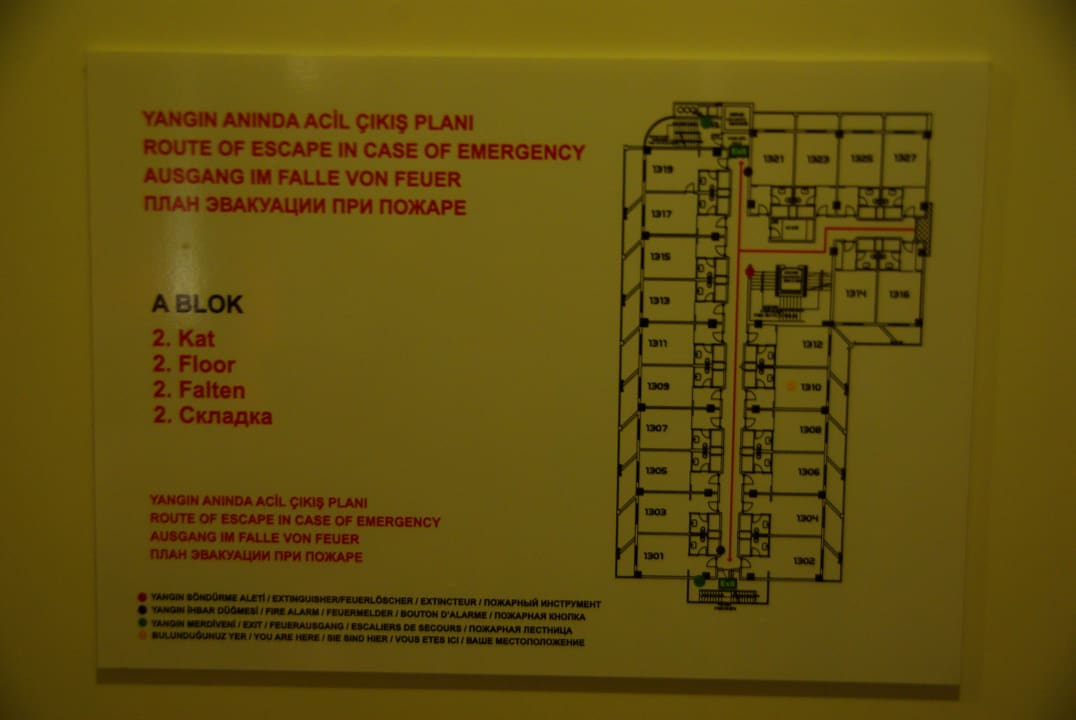 YANGIN ANINDA ACİL ÇIKIŞ PLANI
ROUTE OF ESCAPE IN CASE OF EMERGENCY
AUSGANG IM FALLE VON FEUER
ПЛАН ЭВАКУАЦИИ ПРИ ПОЖАРЕ
A BLOK
2. Kat
2. Floor
2. Falten
2. Складка
YANGIN ANINDA ACİL ÇIKIŞ PLANI
ROUTE OF ESCAPE IN CASE OF EMERGENCY
AUSGANG IM FALLE VON FEUER
ПЛАН ЭВАКУАЦИИ ПРИ ПОЖАРЕ
YANGIN SÖNDÜRME ALETİ / EXTINGUISHER/FEUERLÖSCHER / EXTINCTEUR / ПОЖАРНЫЙ ИНСТРУМЕНТ
YANGIN İHBAR DÜĞMESİ / FIRE ALARM / FEUERMELDER / BOUTON D'ALARME / ПОЖАРНАЯ КНОПКА
YANGIN MERDİVENİ / EXIT / FEUERAUSGANG / ESCALIERS DE SECOURS / ПОЖАРНАЯ ЛЕСТНИЦА
BULUNDUĞUNUZ YER / YOU ARE HERE / SIE SIND HIER / VOUS ETES ICI / ВАШЕ МЕСТОПОЛОЖЕНИЕ
Exit
1321 1323 1325 1327
1319
1317
1315
1313
1314 1316
1311
1312
1309
1310
1307
1308
1305
1306
1303
1304
1301
1302
Exit